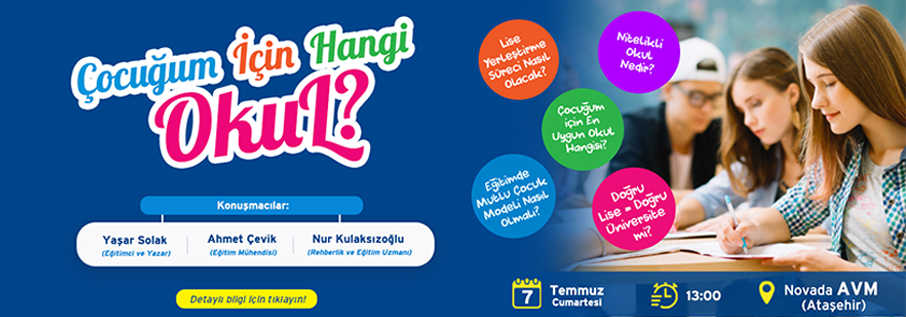 Çocuğum İçin Hangi
OkuL?
Konuşmacılar:
Yaşar Solak
(Eğitimci ve Yazar)
Ahmet Çevik
(Eğitim Mühendisi)
Nur Kulaksızoğlu
(Rehberlik ve Eğitim Uzmanı)
Detaylı bilgi için tıklayın!
Lise
Yerleştirme
Süreci Nasıl
Olacak?
Nitelikli
Okul
Nedir?
Çocuğum
için En
Uygun Okul
Hangisi?
Eğitimde
Mutlu Çocuk
Modeli Nasıl
Olmalı?
Doğru
Lise = Doğru
Üniversite
mi?
7
Temmuz
Cumartesi
13:00
Novada AVM
(Ataşehir)